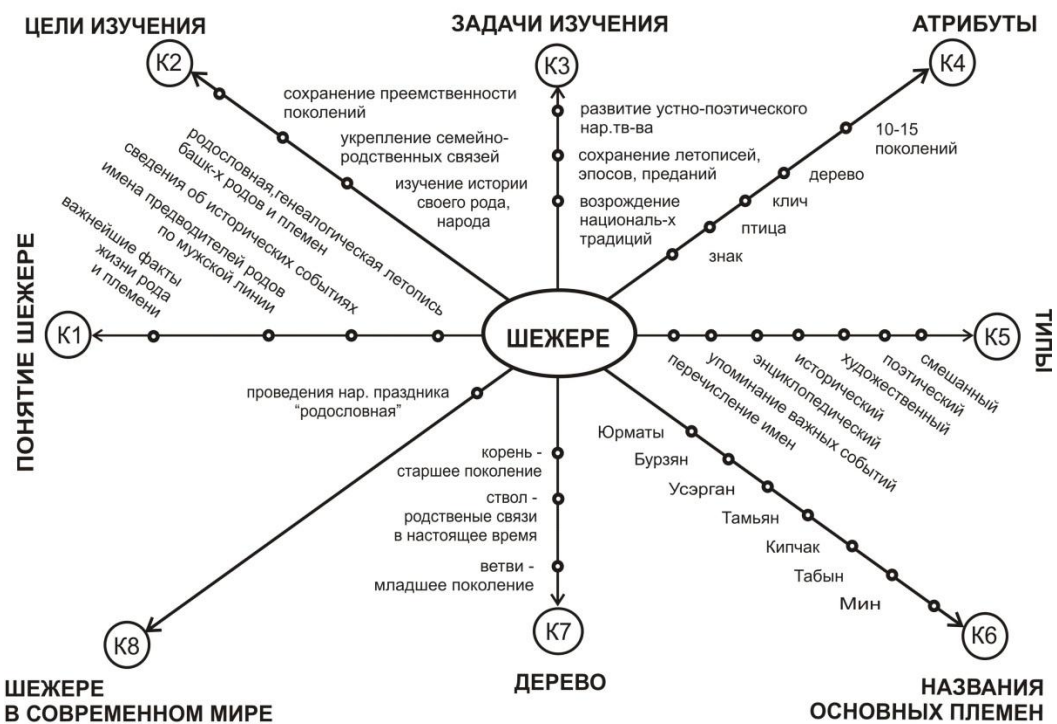 ЦЕЛИ ИЗУЧЕНИЯ
К2
сохранение преемственности
поколений
укрепление семейно-
родственных связей
изучение истории
своего рода,
народа
ЗАДАЧИ ИЗУЧЕНИЯ
К3
развитие устно-поэтического
нар.тв-ва
сохранение летописей,
эпосов, преданий
возрождение
националь-х
традиций
АТРИБУТЫ
К4
10-15
поколений
дерево
клич
птица
знак
ПОНЯТИЕ ШЕЖЕРЕ
К1
родословная,генеалогическая летопись
башк-х родов и племен
сведения об исторических событиях
имена предводителей родов
по мужской линии
важнейшие факты
жизни рода
и племени
ШЕЖЕРЕ
ТИПЫ
К5
перечисление имен
упоминание важных событий
энциклопедический
исторический
художественный
поэтический
смешанный
проведения нар. праздника
“родословная”
К8
ШЕЖЕРЕ
В СОВРЕМЕННОМ МИРЕ
корень -
старшее поколение
ствол -
родственые связи
в настоящее время
ветви -
младшее поколение
К7
ДЕРЕВО
Юрматы
Бурзян
Усэрган
Тамьян
Кипчак
Табын
Мин
К6
НАЗВАНИЯ
ОСНОВНЫХ ПЛЕМЕН